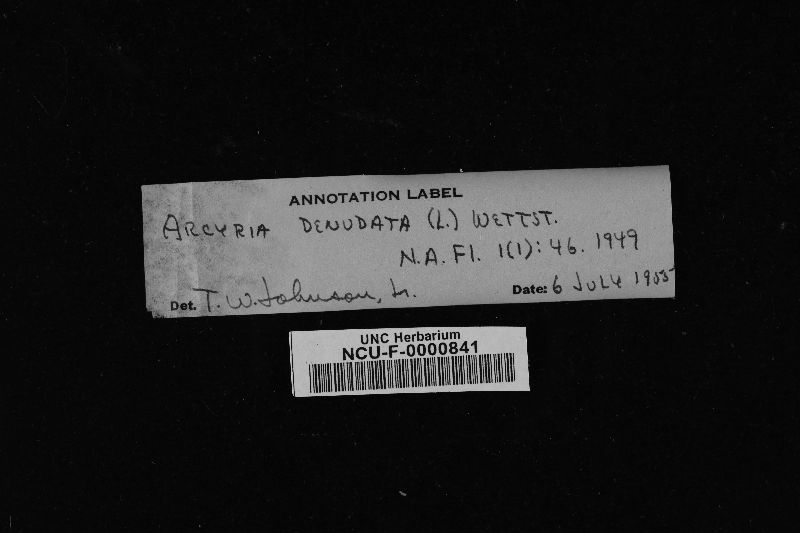 ANNOTATION LABEL
ARCYRIA DENUDATA (L.) WETTST.
N.A. Fl. 1(1): 46. 1949
Det. T. W. Johnson, Jr. Date: 6 JULY 1955
UNC Herbarium
NCU-F-0000841